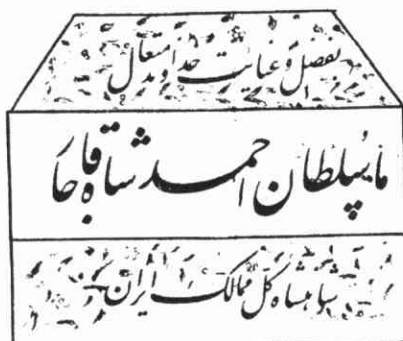 بفضل و عنایت خداوند متعال
ما سلطان احمد شاه قاجار
شاهنشاه کل ممالک ایران